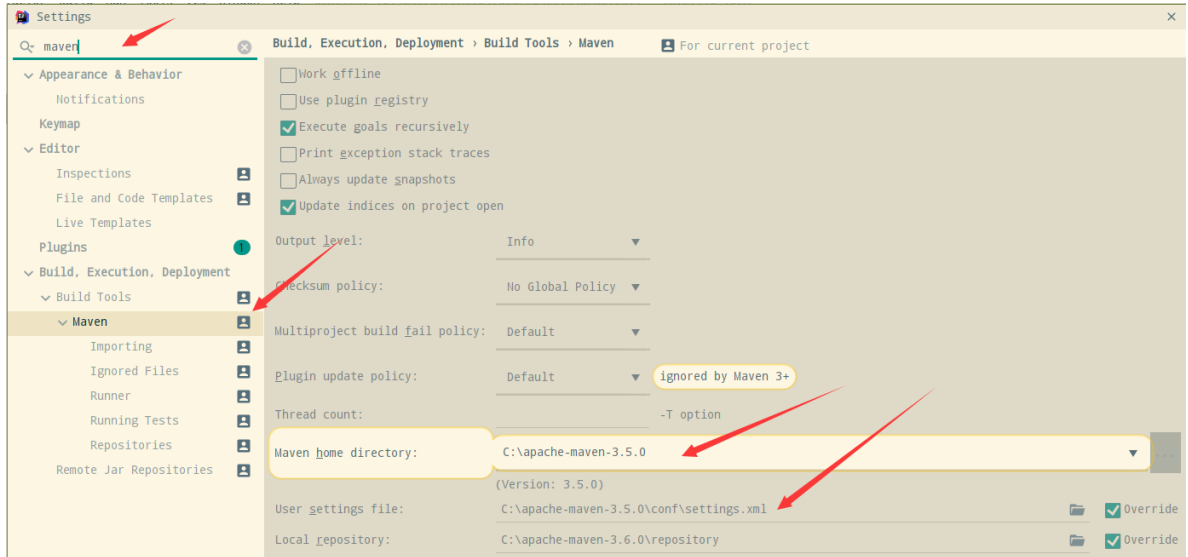 Settings
maven
Build, Execution, Deployment › Build Tools › Maven
For current project
Appearance & Behavior
Notifications
Keymap
Editor
Inspections
File and Code Templates
Live Templates
Plugins
1
Build, Execution, Deployment
Build Tools
Maven
Importing
Ignored Files
Runner
Running Tests
Repositories
Remote Jar Repositories
Work offline
Use plugin registry
Execute goals recursively
Print exception stack traces
Always update snapshots
Update indices on project open
Output level: Info
Checksum policy: No Global Policy
Multiproject build fail policy: Default
Plugin update policy: Default ignored by Maven 3+
Thread count: -T option
Maven home directory: C:\apache-maven-3.5.0 ...
(Version: 3.5.0)
User settings file: C:\apache-maven-3.5.0\conf\settings.xml Override
Local repository: C:\apache-maven-3.6.0\repository Override